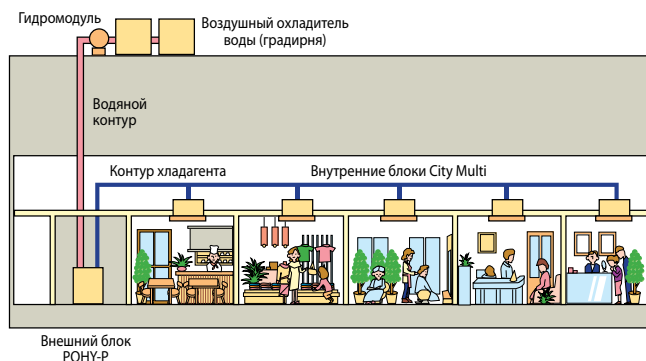 Гидромодуль
Воздушный охладитель
воды (градирня)
Водяной
контур
Контур хладагента
Внутренние блоки City Multi
Внешний блок
PQHY-P